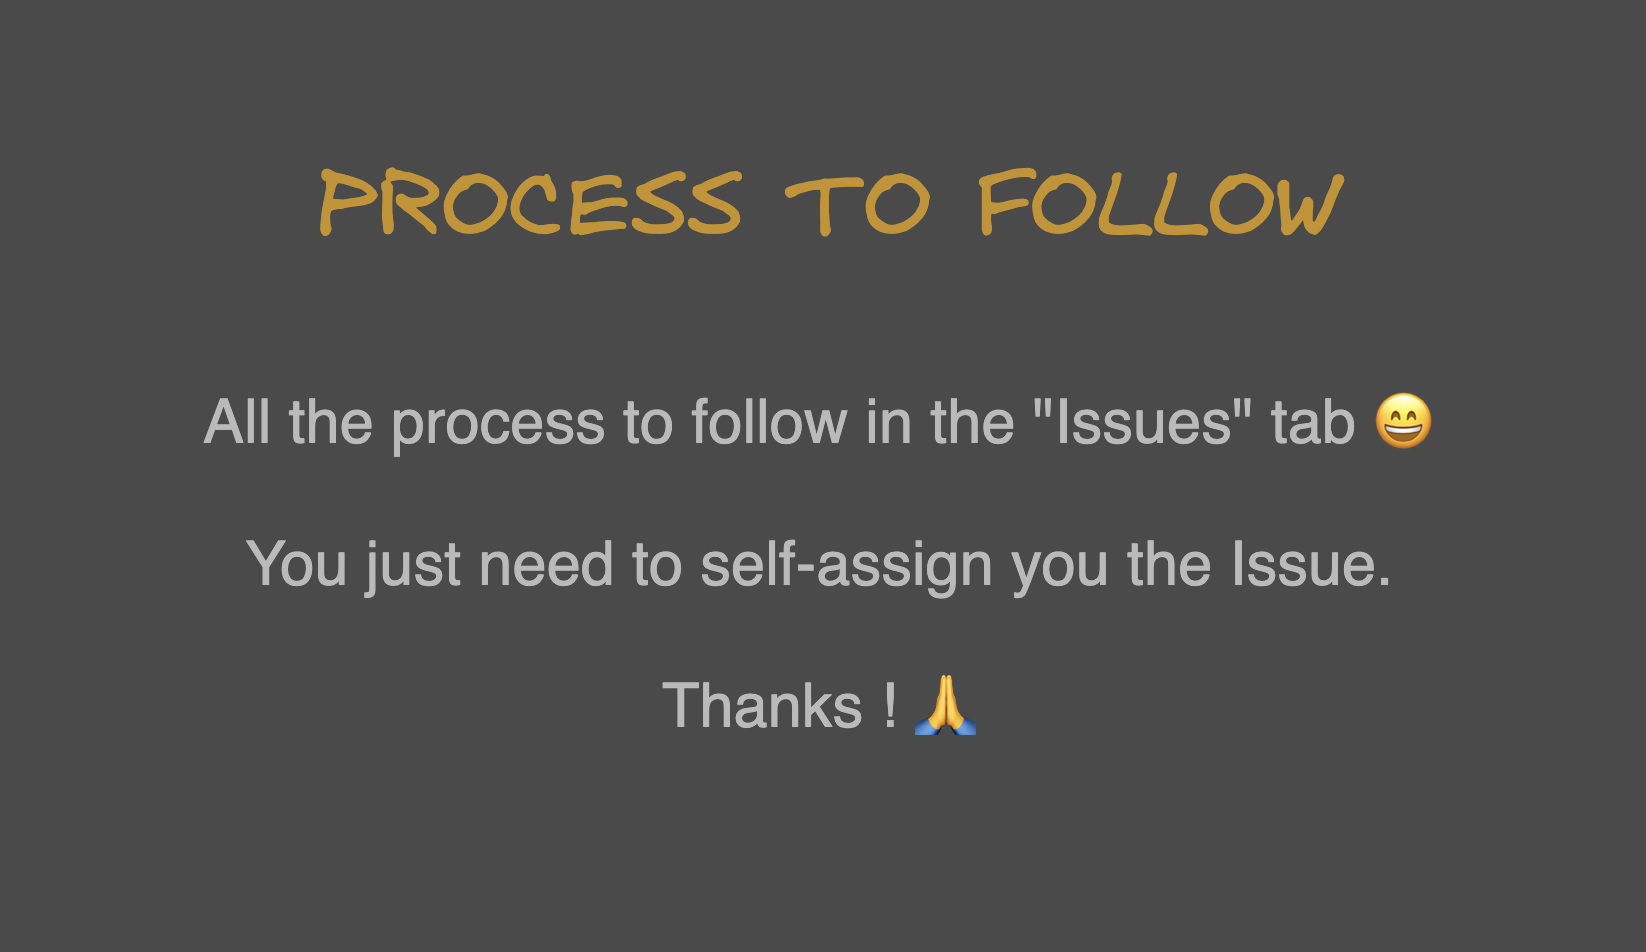 PROCESS TO FOLLOW
All the process to follow in the "Issues" tab 😄
You just need to self-assign you the Issue.
Thanks ! 🙏